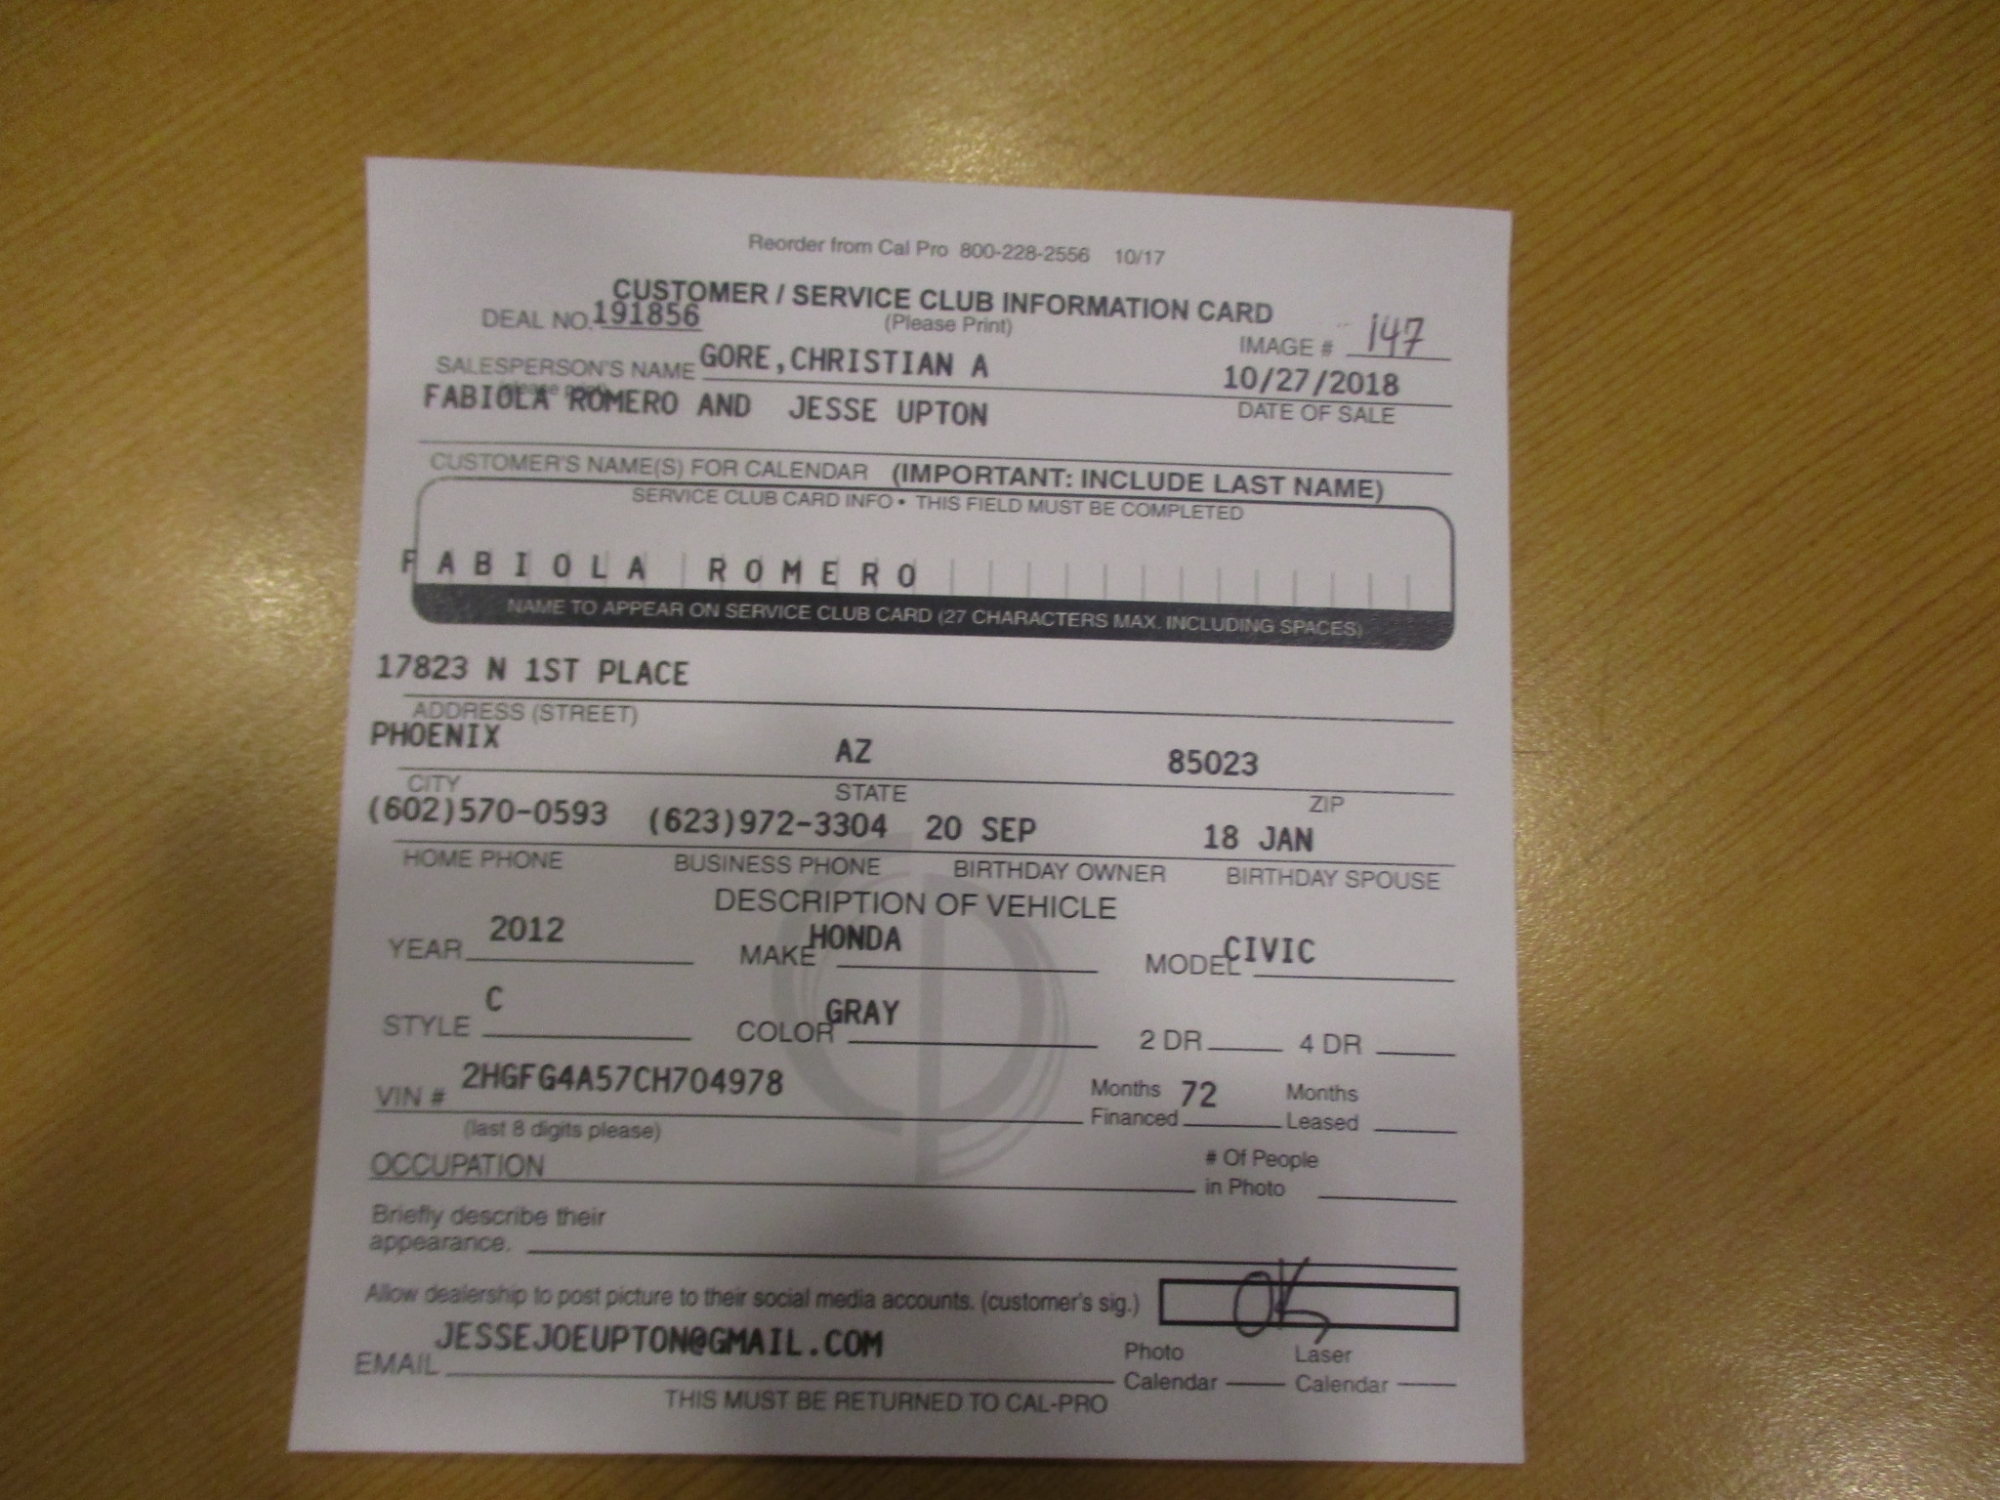 Reorder from Cal Pro 800-228-2556 10/17
CUSTOMER / SERVICE CLUB INFORMATION CARD
DEAL NO. 191856 (Please Print)
IMAGE # 147
SALESPERSON'S NAME GORE,CHRISTIAN A 10/27/2018
(please print)
FABIOLA ROMERO AND JESSE UPTON DATE OF SALE
CUSTOMER'S NAME(S) FOR CALENDAR (IMPORTANT: INCLUDE LAST NAME)
SERVICE CLUB CARD INFO • THIS FIELD MUST BE COMPLETED
FABIOLA ROMERO
NAME TO APPEAR ON SERVICE CLUB CARD (27 CHARACTERS MAX. INCLUDING SPACES)
17823 N 1ST PLACE
ADDRESS (STREET)
PHOENIX AZ 85023
CITY STATE ZIP
(602)570-0593 (623)972-3304 20 SEP 18 JAN
HOME PHONE BUSINESS PHONE BIRTHDAY OWNER BIRTHDAY SPOUSE
DESCRIPTION OF VEHICLE
YEAR 2012 MAKE HONDA MODEL CIVIC
STYLE C COLOR GRAY 2 DR 4 DR
VIN # 2HGFG4A57CH704978 Months Financed 72 Months Leased
(last 8 digits please)
OCCUPATION # Of People in Photo
Briefly describe their
appearance.
Allow dealership to post picture to their social media accounts. (customer's sig.) OK
EMAIL JESSEJOEUPTON@GMAIL.COM Photo Calendar Laser Calendar
THIS MUST BE RETURNED TO CAL-PRO